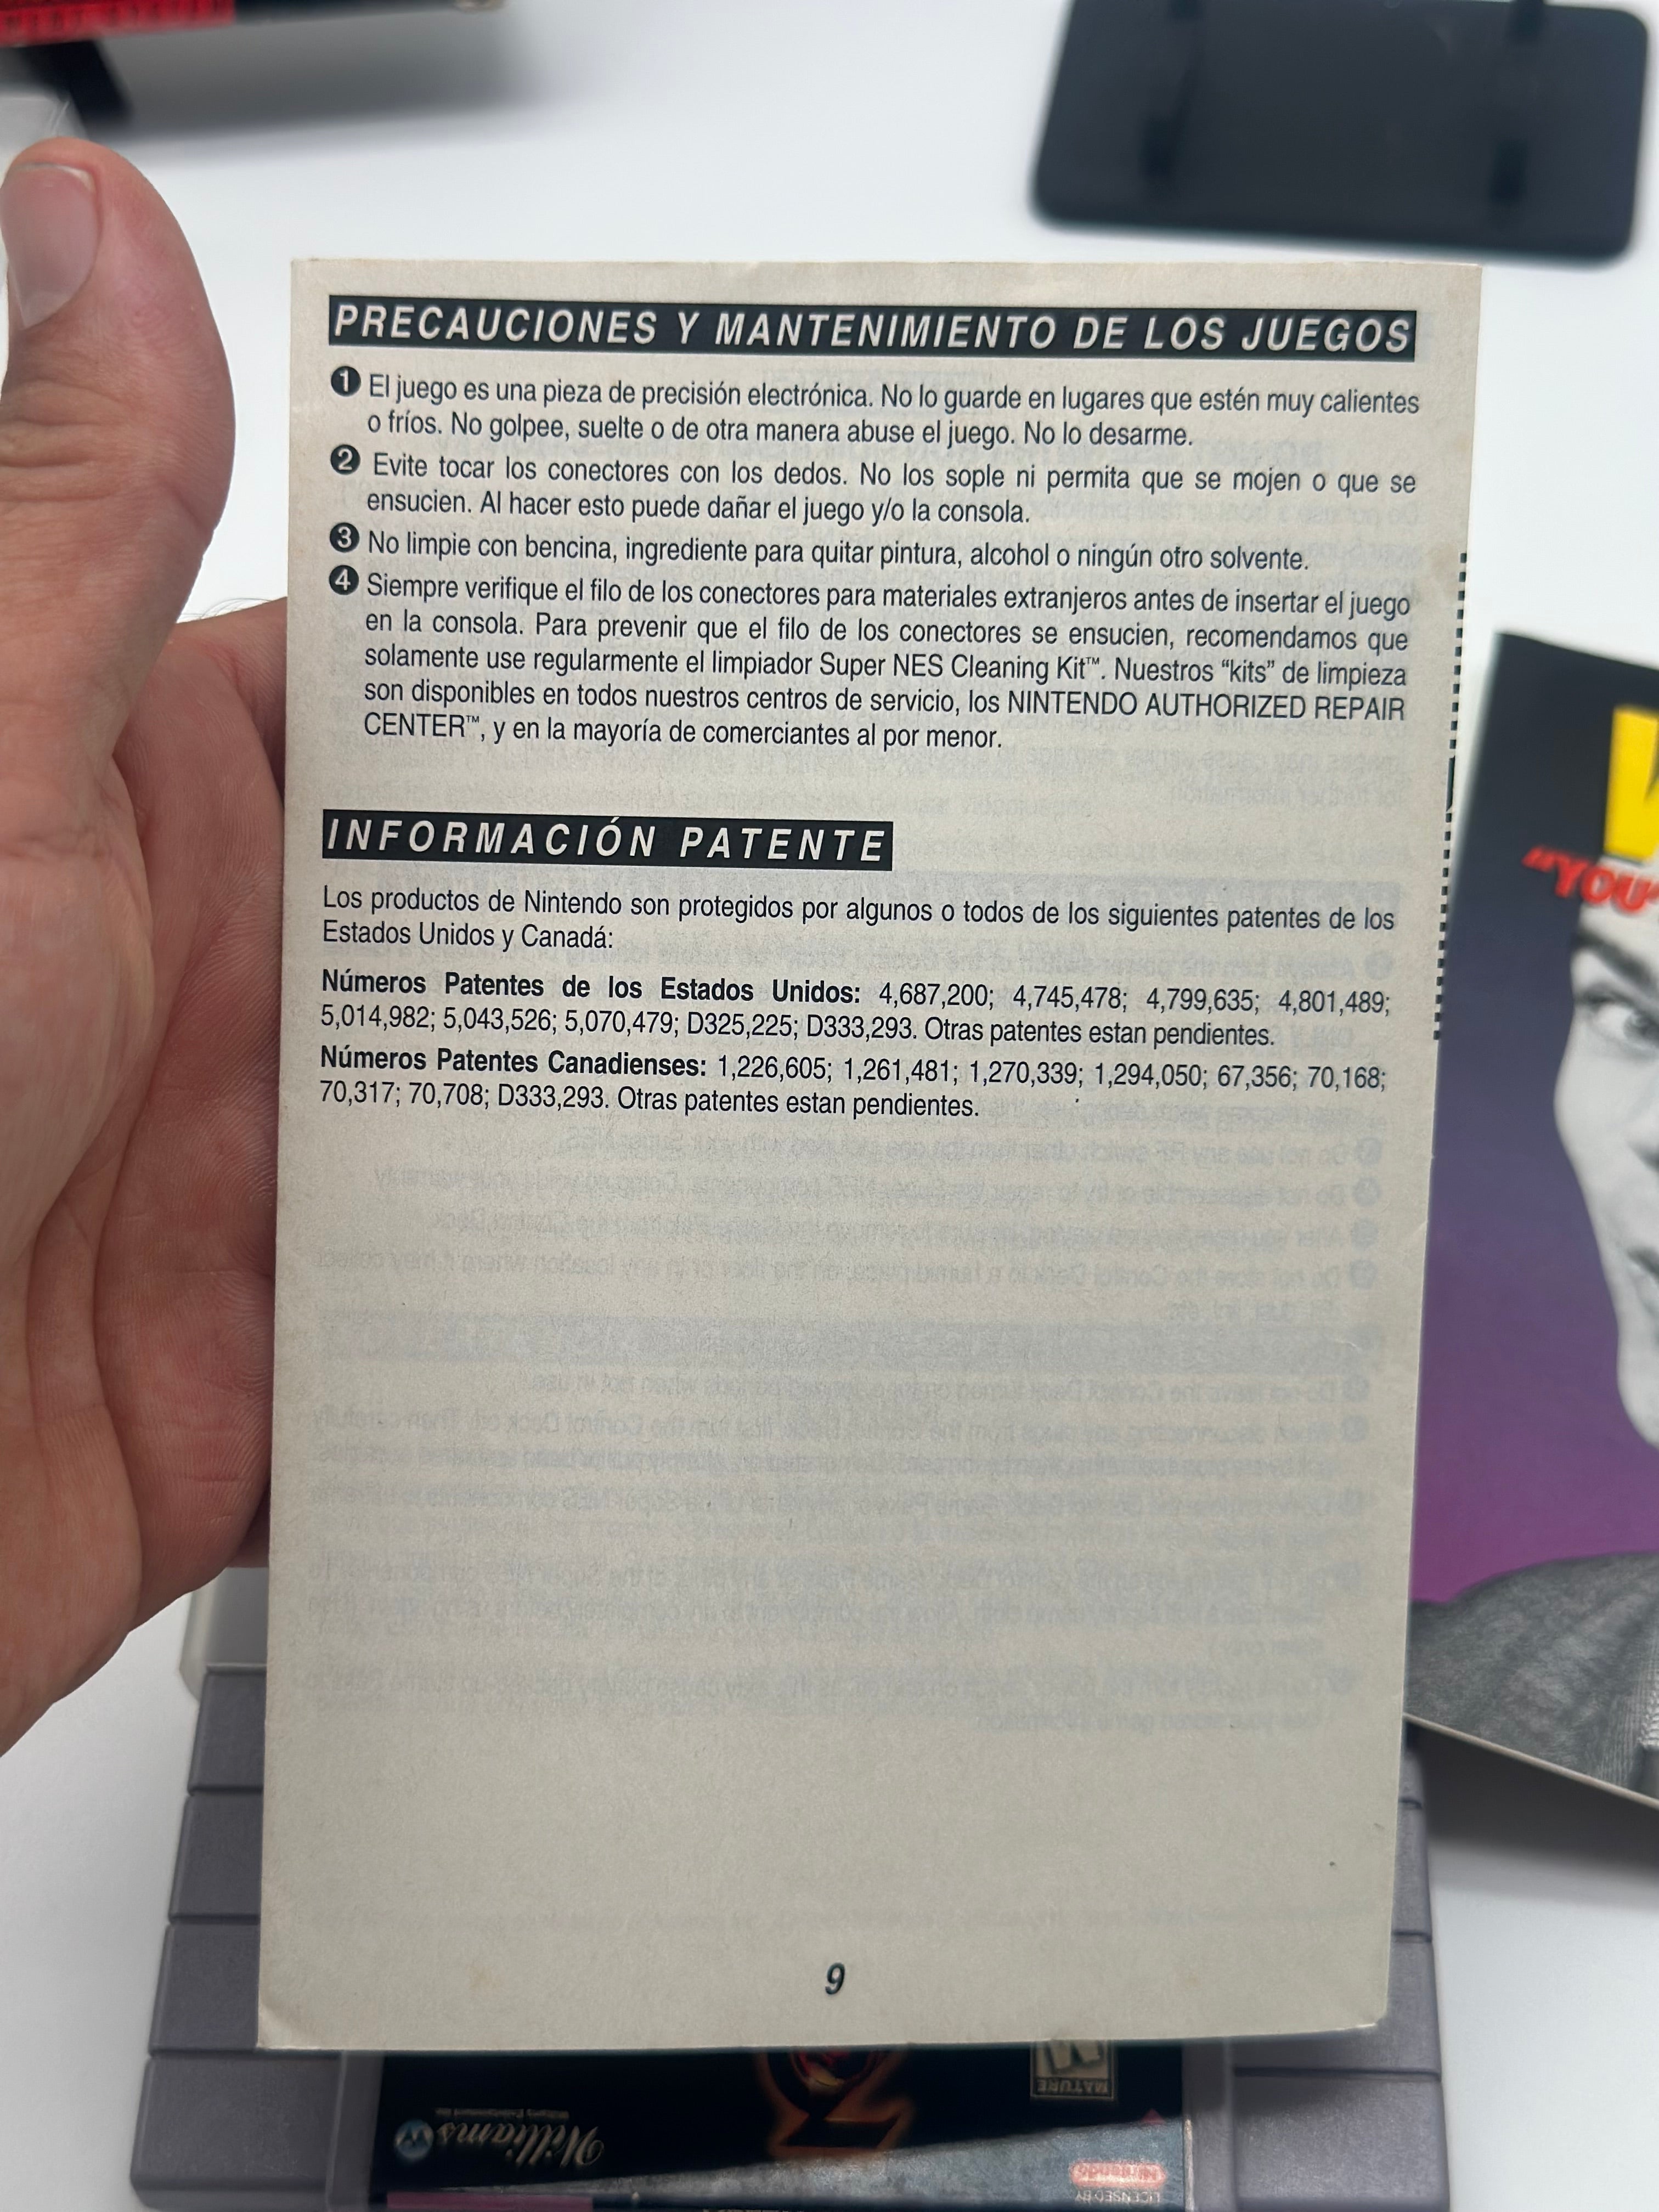 PRECAUCIONES Y MANTENIMIENTO DE LOS JUEGOS
1 El juego es una pieza de precisión electrónica. No lo guarde en lugares que estén muy calientes
o fríos. No golpee, suelte o de otra manera abuse el juego. No lo desarme.
2 Evite tocar los conectores con los dedos. No los sople ni permita que se mojen o que se
ensucien. Al hacer esto puede dañar el juego y/o la consola.
3 No limpie con bencina, ingrediente para quitar pintura, alcohol o ningún otro solvente.
4 Siempre verifique el filo de los conectores para materiales extranjeros antes de insertar el juego
en la consola. Para prevenir que el filo de los conectores se ensucien, recomendamos que
solamente use regularmente el limpiador Super NES Cleaning Kit™. Nuestros “kits” de limpieza
son disponibles en todos nuestros centros de servicio, los NINTENDO AUTHORIZED REPAIR
CENTER™, y en la mayoría de comerciantes al por menor.
INFORMACIÓN PATENTE
Los productos de Nintendo son protegidos por algunos o todos de los siguientes patentes de los
Estados Unidos y Canadá:
Números Patentes de los Estados Unidos: 4,687,200; 4,745,478; 4,799,635; 4,801,489;
5,014,982; 5,043,526; 5,070,479; D325,225; D333,293. Otras patentes estan pendientes.
Números Patentes Canadienses: 1,226,605; 1,261,481; 1,270,339; 1,294,050; 67,356; 70,168;
70,317; 70,708; D333,293. Otras patentes estan pendientes.
9
"YOU
MATURE
Williams
Nintendo
LICENSED BY